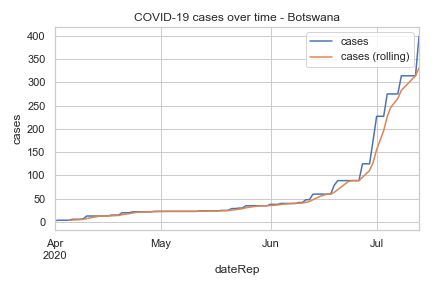 COVID-19 cases over time - Botswana
cases
cases (rolling)
400
350
300
250
200
150
100
50
0
cases
Apr
2020
May
Jun
Jul
dateRep